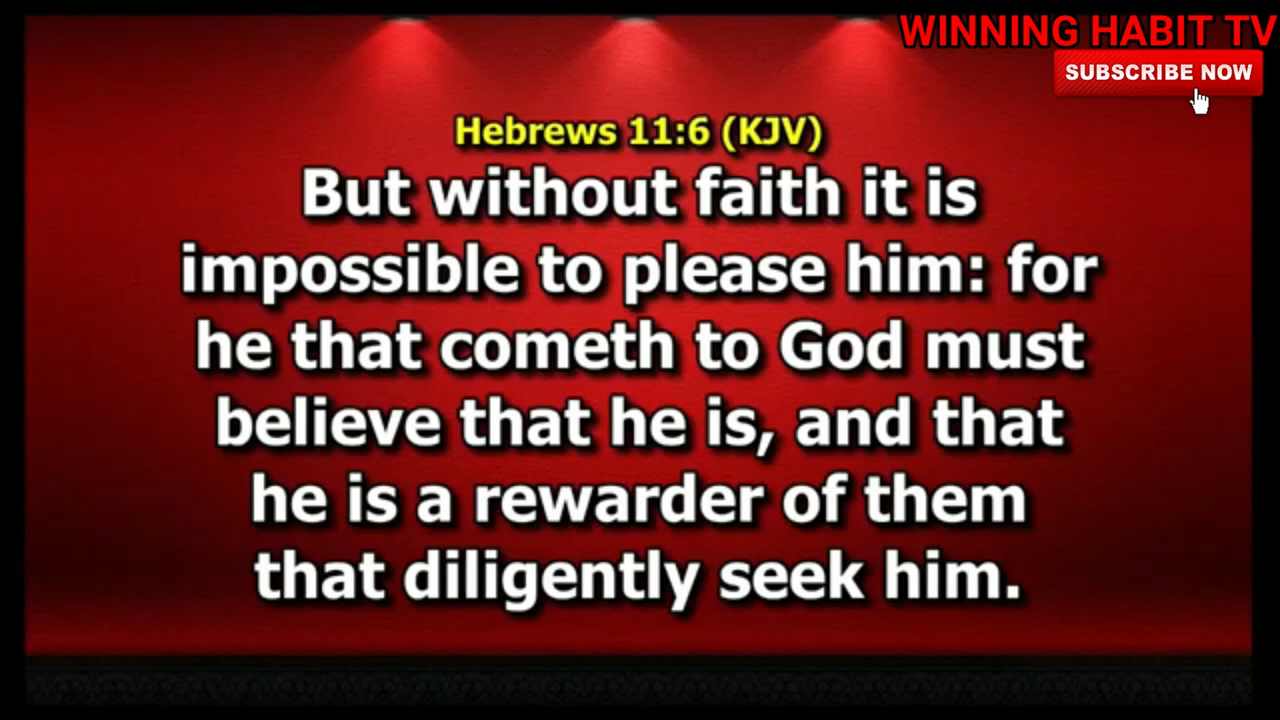 WINNING HABIT TV
SUBSCRIBE NOW
Hebrews 11:6 (KJV)
But without faith it is
impossible to please him: for
he that cometh to God must
believe that he is, and that
he is a rewarder of them
that diligently seek him.